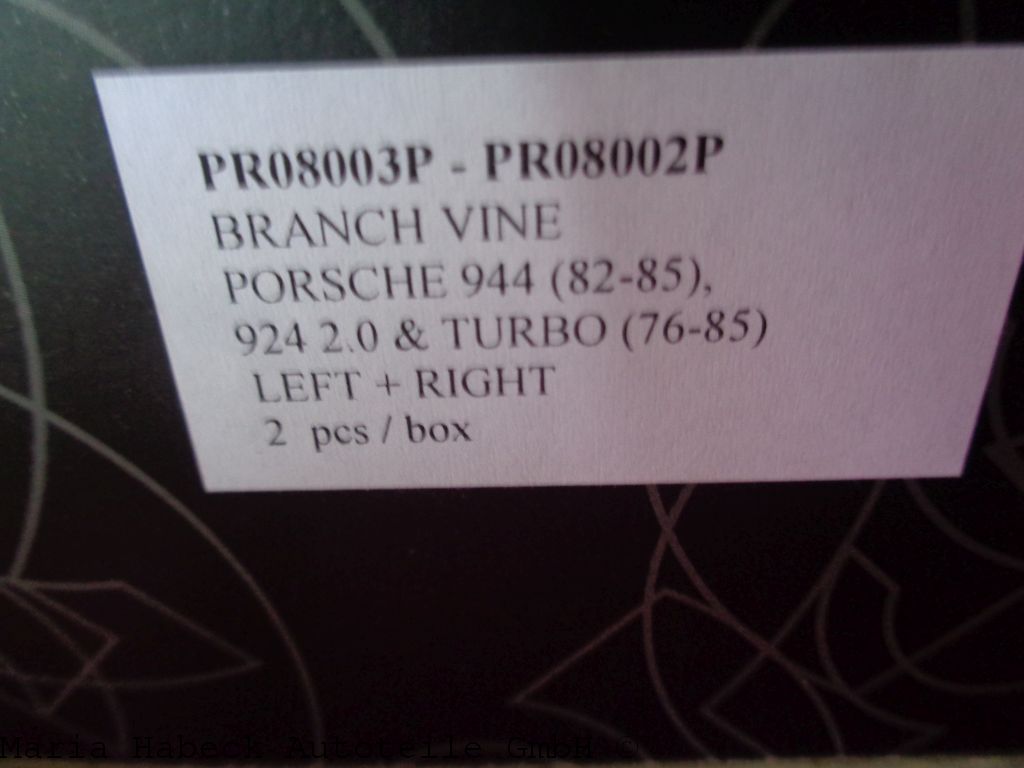 PR08003P - PR08002P
BRANCH VINE
PORSCHE 944 (82-85),
924 2.0 & TURBO (76-85)
LEFT + RIGHT
2 pcs / box
Maria Habeck Autoteile GmbH ©